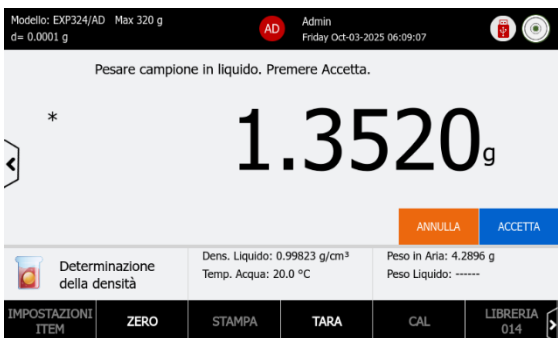 Modello: EXP324/AD Max 320 g
d= 0.0001 g
AD
Admin
Friday Oct-03-2025 06:09:07
Pesare campione in liquido. Premere Accetta.
*
1.3520 g
ANNULLA
ACCETTA
Determinazione
della densità
Dens. Liquido: 0.99823 g/cm³
Temp. Acqua: 20.0 °C
Peso in Aria: 4.2896 g
Peso Liquido: ------
IMPOSTAZIONI
ITEM
ZERO
STAMPA
TARA
CAL
LIBRERIA
014